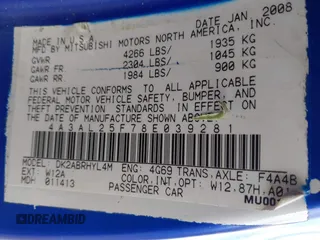 DATE JAN 2008
MADE IN U.S.A.
MFD BY MITSUBISHI MOTORS NORTH AMERICA, INC.
GVWR 4266 LBS/ 1935 KG
GAWR FR 2304 LBS/ 1045 KG
GAWR RR 1984 LBS/ 900 KG
THIS VEHICLE CONFORMS TO ALL APPLICABLE
FEDERAL MOTOR VEHICLE SAFETY, BUMPER, AND
THEFT PREVENTION STANDARDS IN EFFECT ON THE
DATE OF MANUFACTURE SHOWN ABOVE.
4A3AL25F78E039281
MODEL: DK2ABRHYL4M ENG: 4G69 TRANS,AXLE: F4A4B
EXT: W12A COLOR,INT,OPT: W12,87H,A01
MO: 011413 PASSENGER CAR
DREAMBID